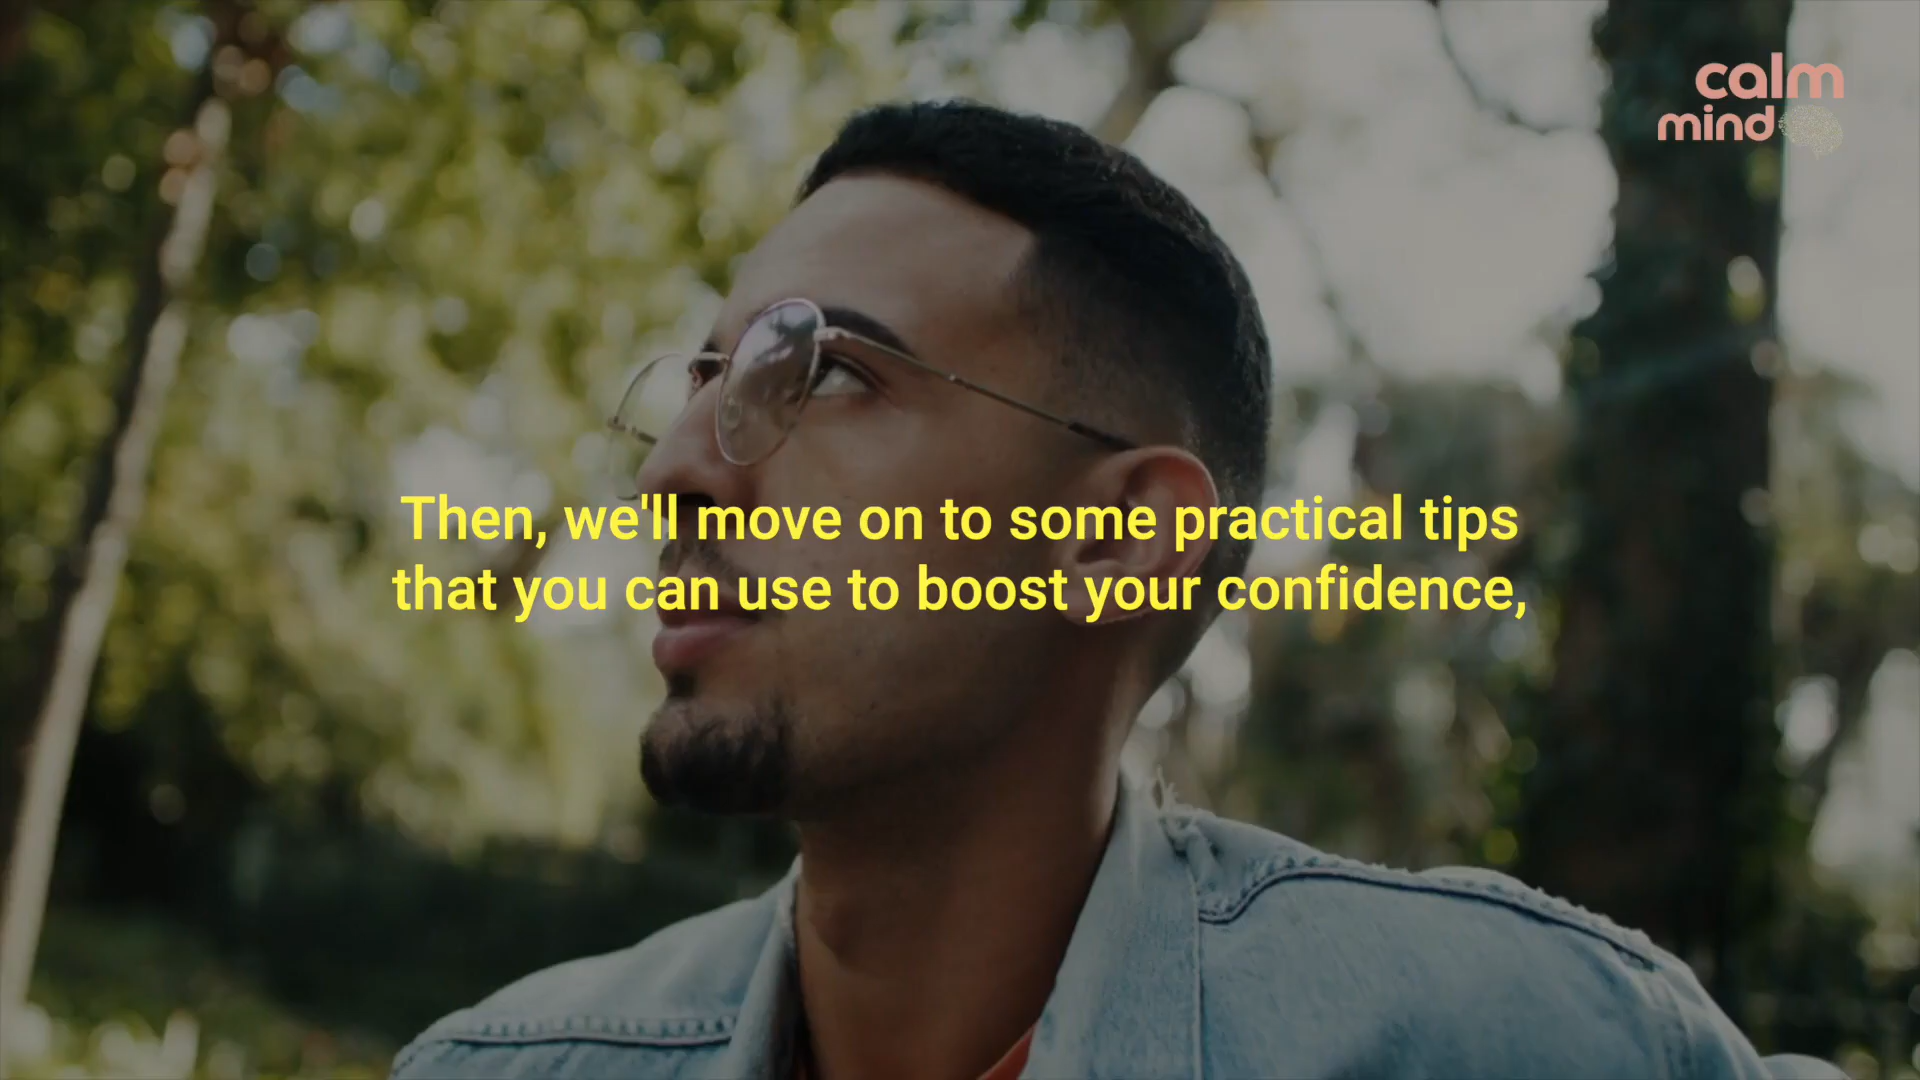 calm
mind
Then, we'll move on to some practical tips
that you can use to boost your confidence,